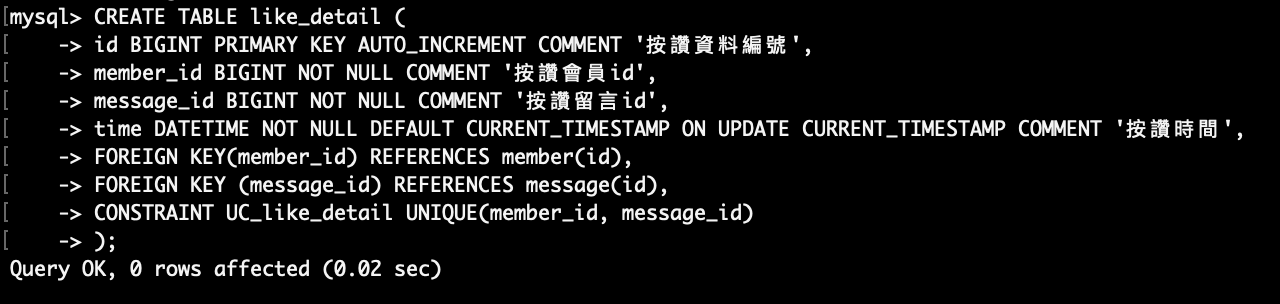 mysql> CREATE TABLE like_detail (
    -> id BIGINT PRIMARY KEY AUTO_INCREMENT COMMENT '按讚資料編號',
    -> member_id BIGINT NOT NULL COMMENT '按讚會員id',
    -> message_id BIGINT NOT NULL COMMENT '按讚留言id',
    -> time DATETIME NOT NULL DEFAULT CURRENT_TIMESTAMP ON UPDATE CURRENT_TIMESTAMP COMMENT '按讚時間',
    -> FOREIGN KEY(member_id) REFERENCES member(id),
    -> FOREIGN KEY (message_id) REFERENCES message(id),
    -> CONSTRAINT UC_like_detail UNIQUE(member_id, message_id)
    -> );
Query OK, 0 rows affected (0.02 sec)